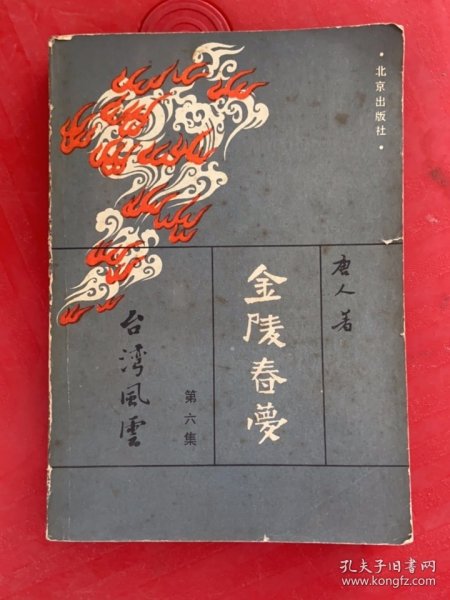 ·北京出版社·
唐人著
金陵春夢
第六集
台湾風雲
孔夫子旧书网
www.kongfz.com